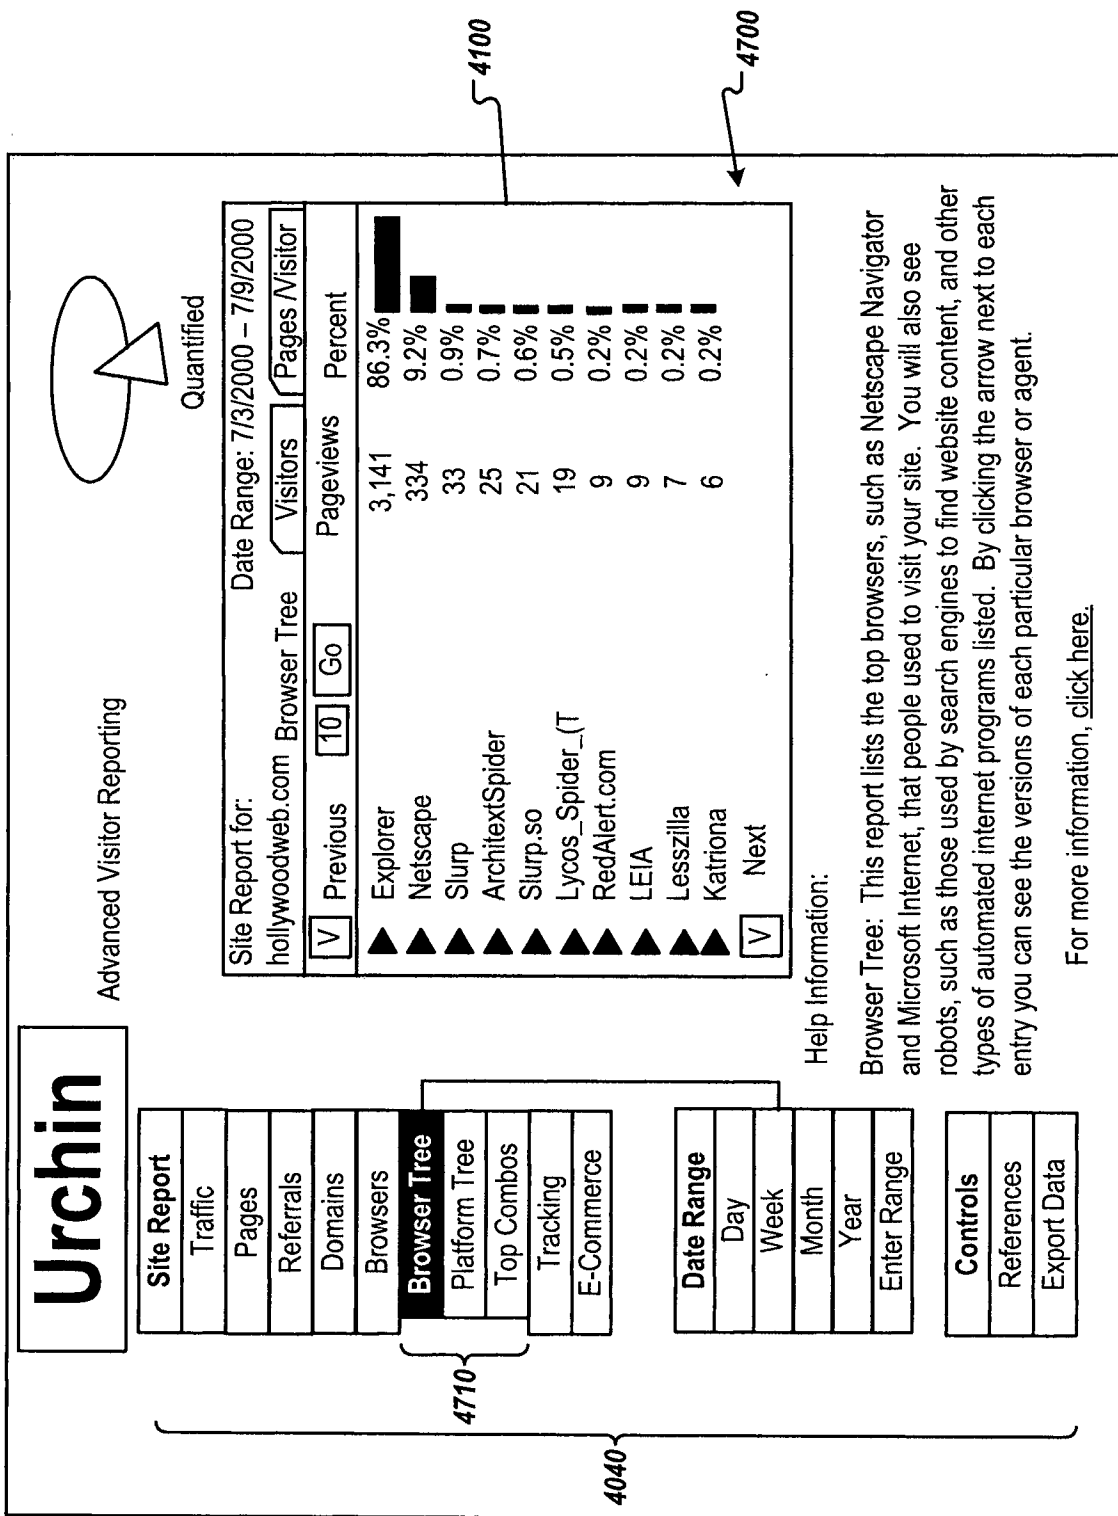 Urchin
Advanced Visitor Reporting
Quantified
Site Report
Traffic
Pages
Referrals
Domains
Browsers
Browser Tree
Platform Tree
Top Combos
Tracking
E-Commerce
Date Range
Day
Week
Month
Year
Enter Range
Controls
References
Export Data
4710
4040
Site Report for: Date Range: 7/3/2000 – 7/9/2000
hollywoodweb.com Browser Tree Visitors Pages /Visitor
V Previous 10 Go Pageviews Percent
Explorer 3,141 86.3%
Netscape 334 9.2%
Slurp 33 0.9%
ArchitextSpider 25 0.7%
Slurp.so 21 0.6%
Lycos_Spider_(T 19 0.5%
RedAlert.com 9 0.2%
LEIA 9 0.2%
Lesszilla 7 0.2%
Katriona 6 0.2%
V Next
4100
4700
Help Information:
Browser Tree: This report lists the top browsers, such as Netscape Navigator
and Microsoft Internet, that people used to visit your site. You will also see
robots, such as those used by search engines to find website content, and other
types of automated internet programs listed. By clicking the arrow next to each
entry you can see the versions of each particular browser or agent.
For more information, click here.